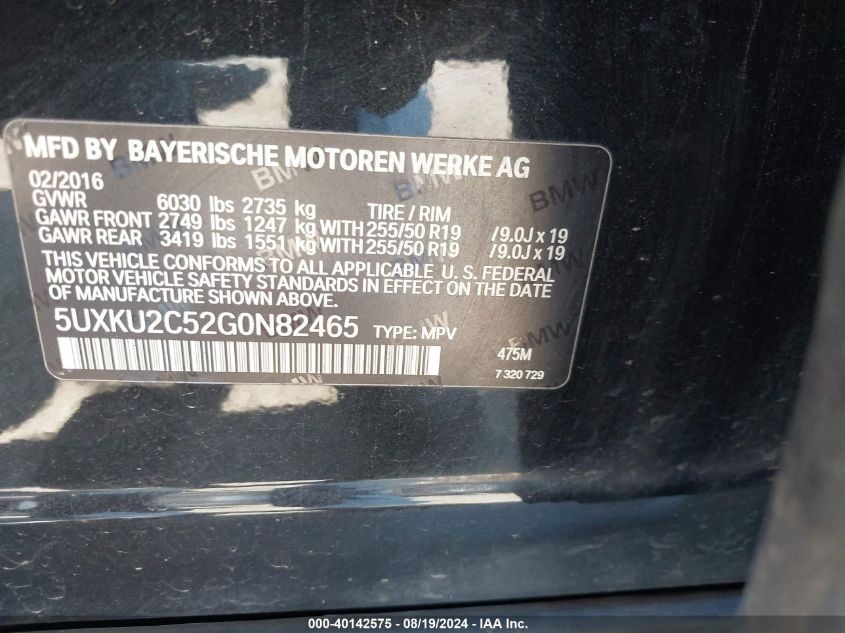 MFD BY BAYERISCHE MOTOREN WERKE AG
02/2016
GVWR 6030 lbs 2735 kg TIRE / RIM
GAWR FRONT 2749 lbs 1247 kg WITH 255/50 R19 /9.0J x 19
GAWR REAR 3419 lbs 1551 kg WITH 255/50 R19 /9.0J x 19
THIS VEHICLE CONFORMS TO ALL APPLICABLE U. S. FEDERAL
MOTOR VEHICLE SAFETY STANDARDS IN EFFECT ON THE DATE
OF MANUFACTURE SHOWN ABOVE.
5UXKU2C52G0N82465 TYPE: MPV
475M
7 320 729
000-40142575 - 08/19/2024 - IAA Inc.